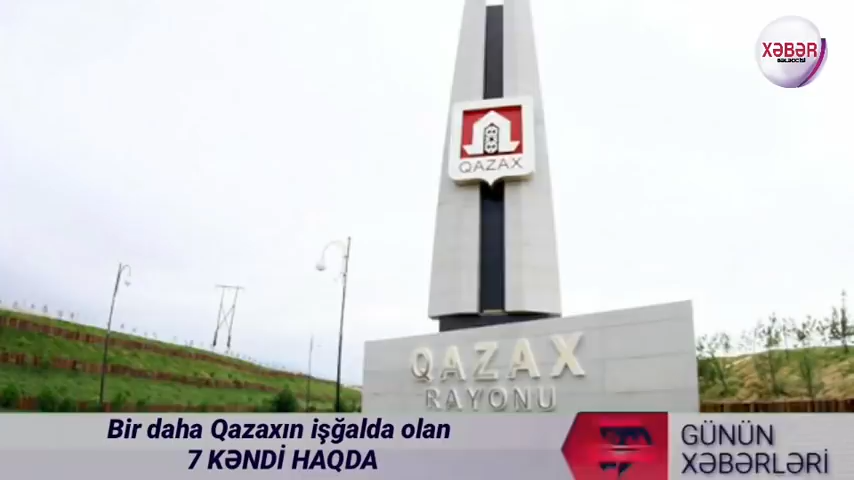 XƏBƏR
QAZAX
QAZAX
RAYONU
Bir daha Qazaxın işğalda olan
7 KƏNDİ HAQDA
GÜNÜN
XƏBƏRLƏRİ